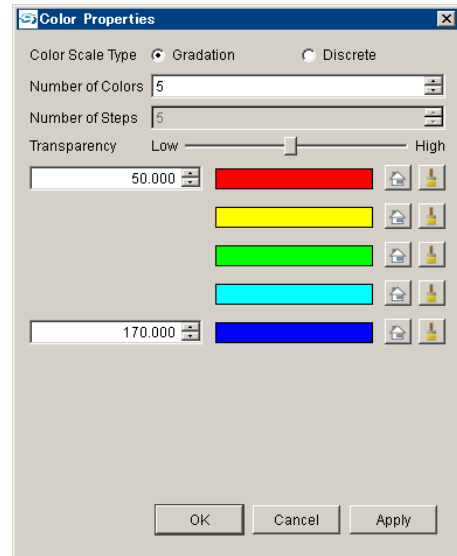 Color Properties
Color Scale Type Gradation Discrete
Number of Colors 5
Number of Steps 5
Transparency Low High
50.000
170.000
OK Cancel Apply